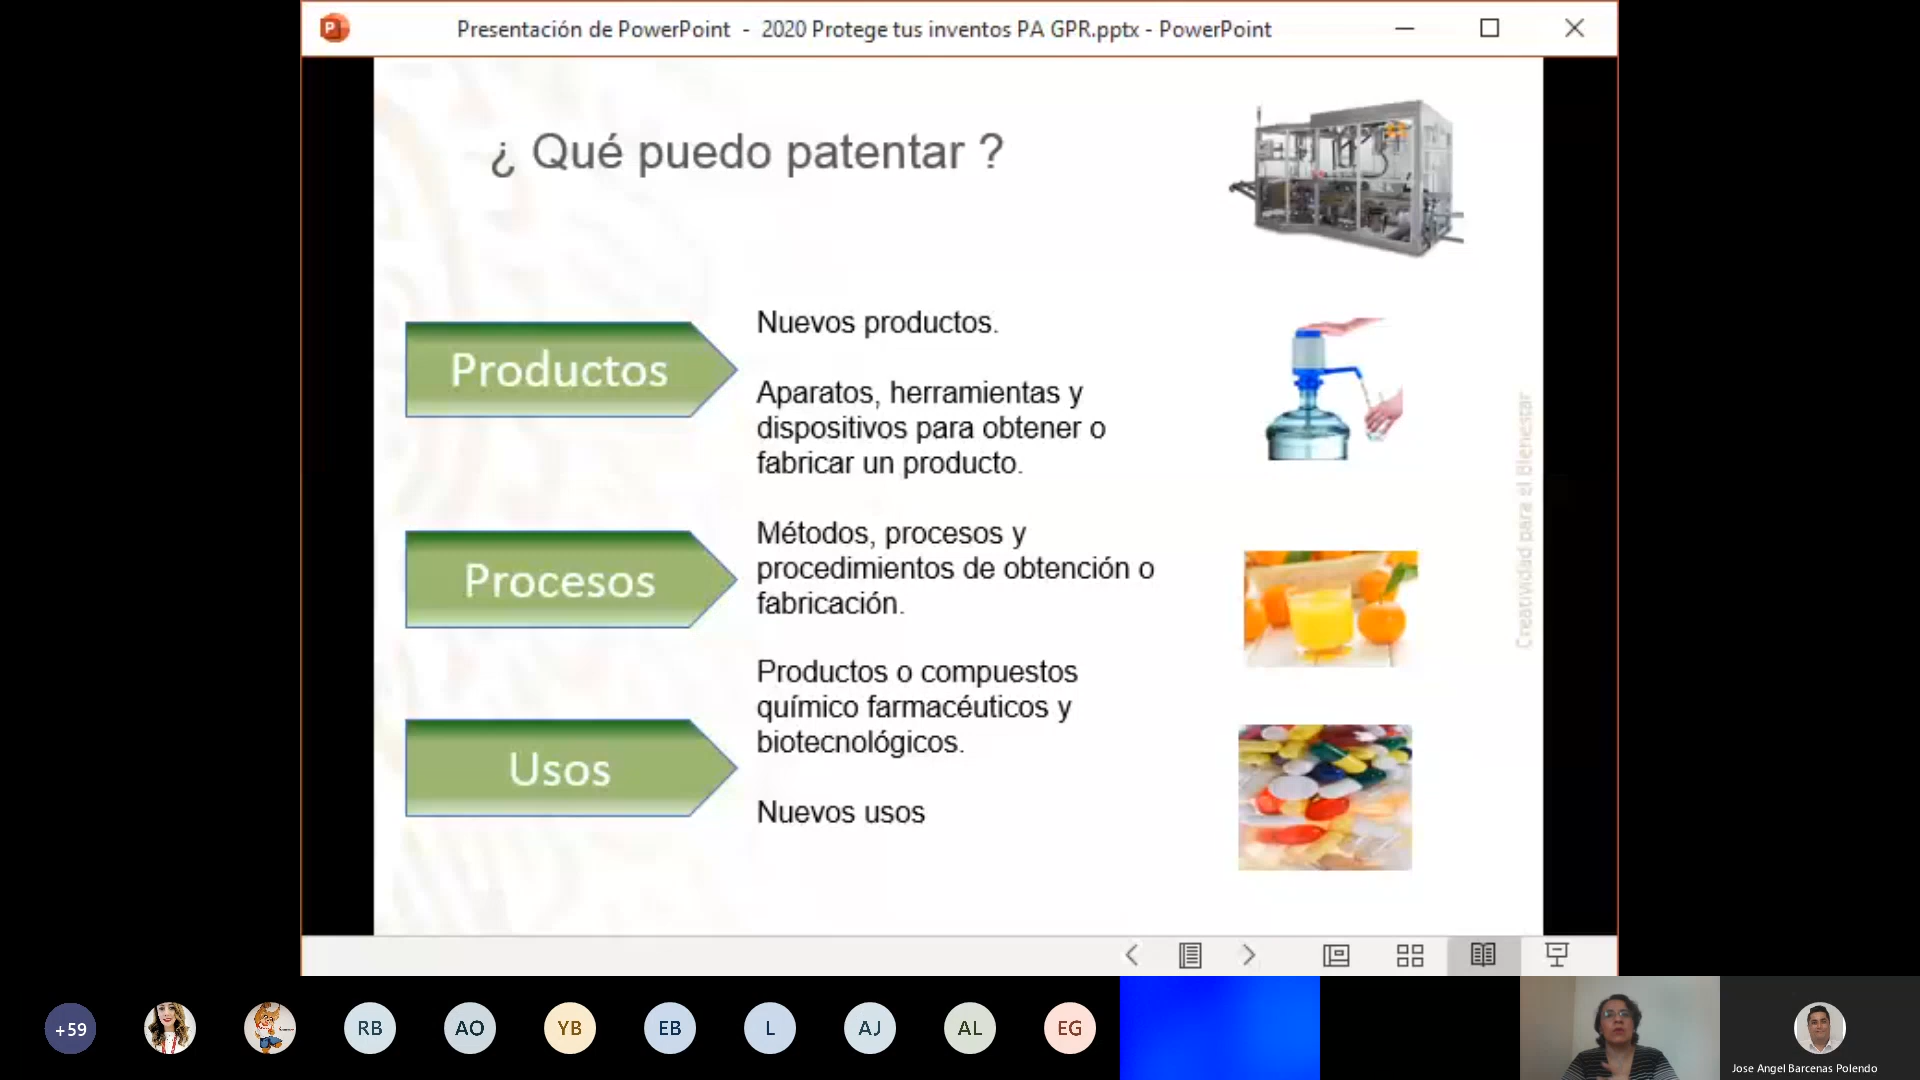 Presentación de PowerPoint - 2020 Protege tus inventos PA GPR.pptx - PowerPoint
¿ Qué puedo patentar ?
Productos
Nuevos productos.
Aparatos, herramientas y
dispositivos para obtener o
fabricar un producto.
Procesos
Métodos, procesos y
procedimientos de obtención o
fabricación.
Usos
Productos o compuestos
químico farmacéuticos y
biotecnológicos.
Nuevos usos
Creatividad para el Bienestar
+59
RB
AO
YB
EB
L
AJ
AL
EG
Jose Angel Barcenas Polendo